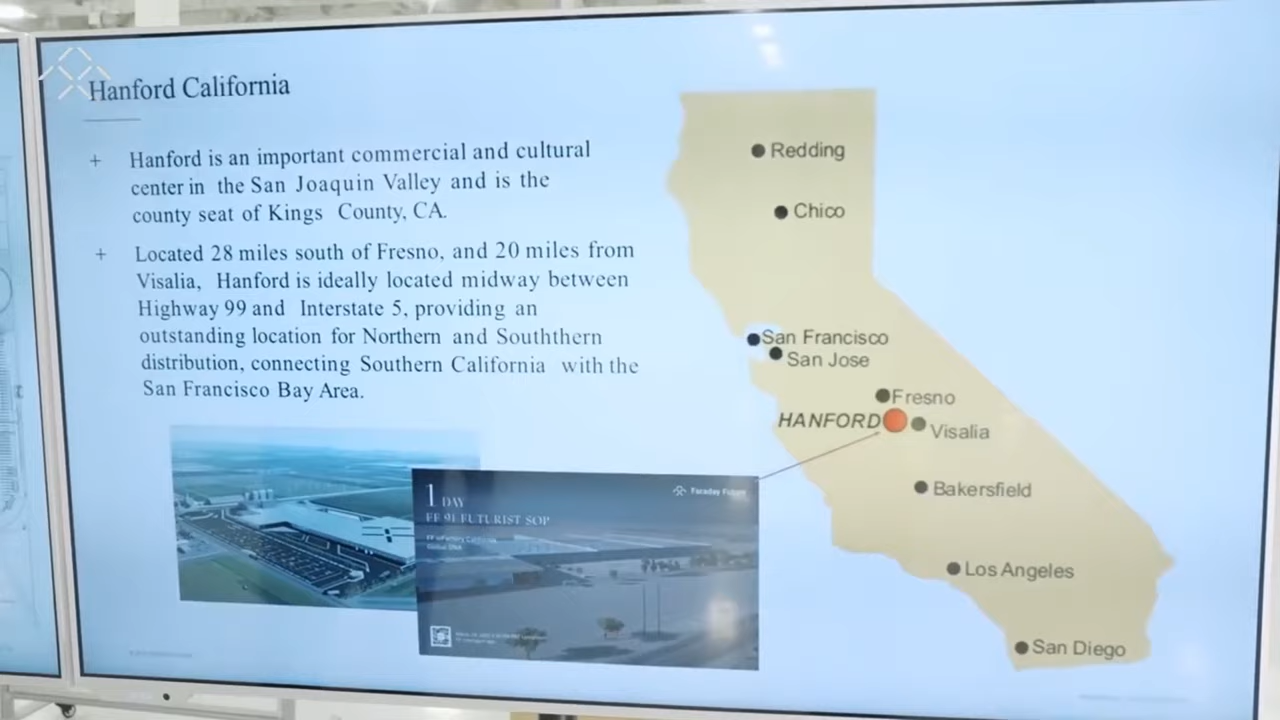 Hanford California
+ Hanford is an important commercial and cultural
center in the San Joaquin Valley and is the
county seat of Kings County, CA.
+ Located 28 miles south of Fresno, and 20 miles from
Visalia, Hanford is ideally located midway between
Highway 99 and Interstate 5, providing an
outstanding location for Northern and Souththern
distribution, connecting Southern California with the
San Francisco Bay Area.
1 DAY
FF 91 FUTURIST SOP
FF ieFactory California
Faraday Future
Redding
Chico
San Francisco
San Jose
Fresno
HANFORD
Visalia
Bakersfield
Los Angeles
San Diego